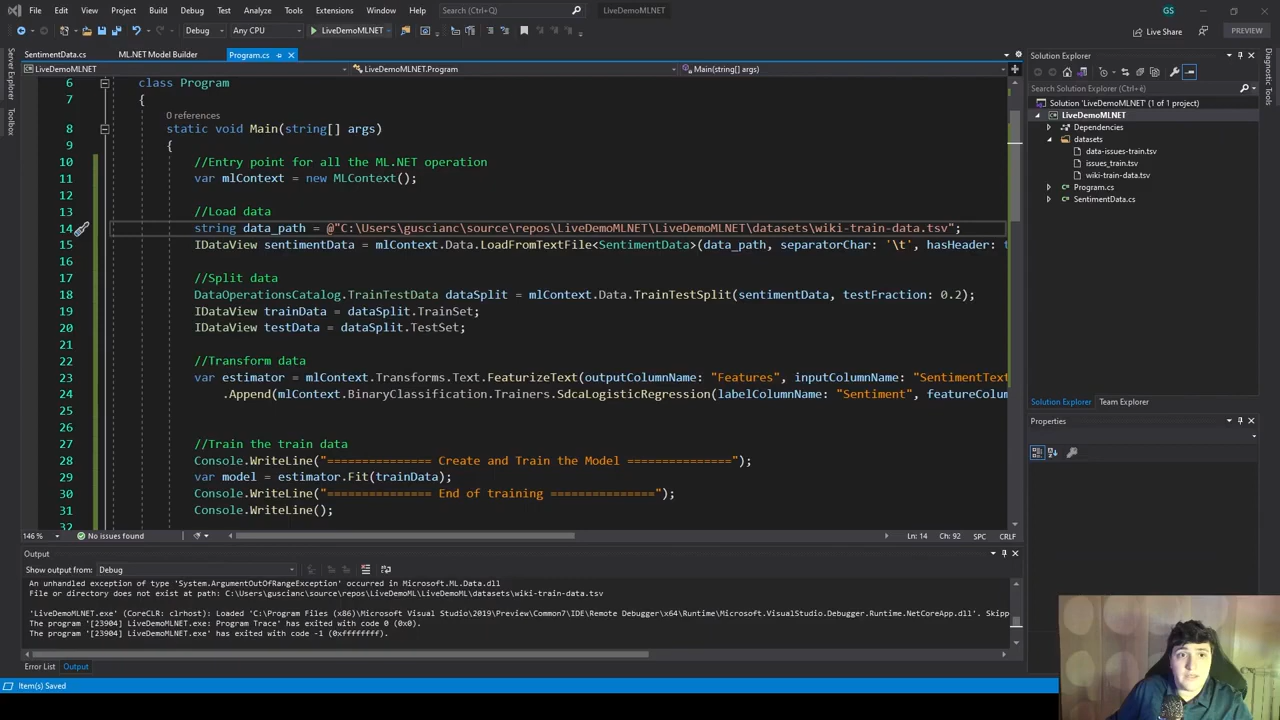 File Edit View Git Project Build Debug Test Analyze Tools Extensions Window Help Search (Ctrl+Q) LiveDemoMLNET GS
Debug Any CPU LiveDemoMLNET Live Share PREVIEW
Server Explorer
Toolbox
SentimentData.cs ML.NET Model Builder Program.cs
LiveDemoMLNET LiveDemoMLNET.Program Main(string[] args)
6 class Program
7 {
0 references
8 static void Main(string[] args)
9 {
10 //Entry point for all the ML.NET operation
11 var mlContext = new MLContext();
12
13 //Load data
14 string data_path = @"C:\Users\guscianc\source\repos\LiveDemoMLNET\LiveDemoMLNET\datasets\wiki-train-data.tsv";
15 IDataView sentimentData = mlContext.Data.LoadFromTextFile<SentimentData>(data_path, separatorChar: '\t', hasHeader: t
16
17 //Split data
18 DataOperationsCatalog.TrainTestData dataSplit = mlContext.Data.TrainTestSplit(sentimentData, testFraction: 0.2);
19 IDataView trainData = dataSplit.TrainSet;
20 IDataView testData = dataSplit.TestSet;
21
22 //Transform data
23 var estimator = mlContext.Transforms.Text.FeaturizeText(outputColumnName: "Features", inputColumnName: "SentimentText
24 .Append(mlContext.BinaryClassification.Trainers.SdcaLogisticRegression(labelColumnName: "Sentiment", featureColum
25
26
27 //Train the train data
28 Console.WriteLine("=============== Create and Train the Model ===============");
29 var model = estimator.Fit(trainData);
30 Console.WriteLine("=============== End of training ===============");
31 Console.WriteLine();
32
146 % No issues found Ln: 14 Ch: 92 SPC CRLF
Output
Show output from: Debug
An unhandled exception of type 'System.ArgumentOutOfRangeException' occurred in Microsoft.ML.Data.dll
File or directory does not exist at path: C:\Users\guscianc\source\repos\LiveDemoML\LiveDemoML\datasets\wiki-train-data.tsv
'LiveDemoMLNET.exe' (CoreCLR: clrhost): Loaded 'C:\Program Files (x86)\Microsoft Visual Studio\2019\Preview\Common7\IDE\Remote Debugger\x64\Runtime\Microsoft.VisualStudio.Debugger.Runtime.NetCoreApp.dll'. Skipp
The program '[23904] LiveDemoMLNET.exe: Program Trace' has exited with code 0 (0x0).
The program '[23904] LiveDemoMLNET.exe' has exited with code -1 (0xffffffff).
Error List Output
Item(s) Saved
Solution Explorer
Search Solution Explorer (Ctrl+è)
Solution 'LiveDemoMLNET' (1 of 1 project)
LiveDemoMLNET
Dependencies
datasets
data-issues-train.tsv
issues_train.tsv
wiki-train-data.tsv
Program.cs
SentimentData.cs
Solution Explorer Team Explorer
Properties
Diagnostic Tools